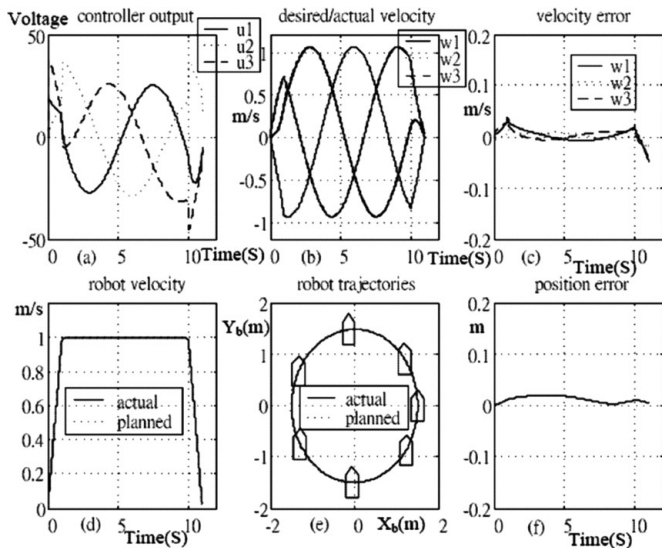 Voltage
controller output
50
u1
u2
u3
0
-50
(a)
0
5
10
Time(S)
desired/actual velocity
w1
w2
w3
1
0.5
m/s
0
-0.5
-1
(b)
0
5
10
Time(S)
velocity error
0.2
w1
w2
w3
0.1
m/s
0
-0.1
-0.2
(c)
0
5
10
Time(S)
robot velocity
m/s
1
0.8
0.6
actual
planned
0.4
0.2
0
(d)
0
5
10
Time(S)
robot trajectories
2
Yb(m)
1
0
actual
planned
-1
-2
(e)
-2
0
2
Xb(m)
position error
0.2
m
0.1
0
-0.1
-0.2
(f)
0
5
10
Time(S)